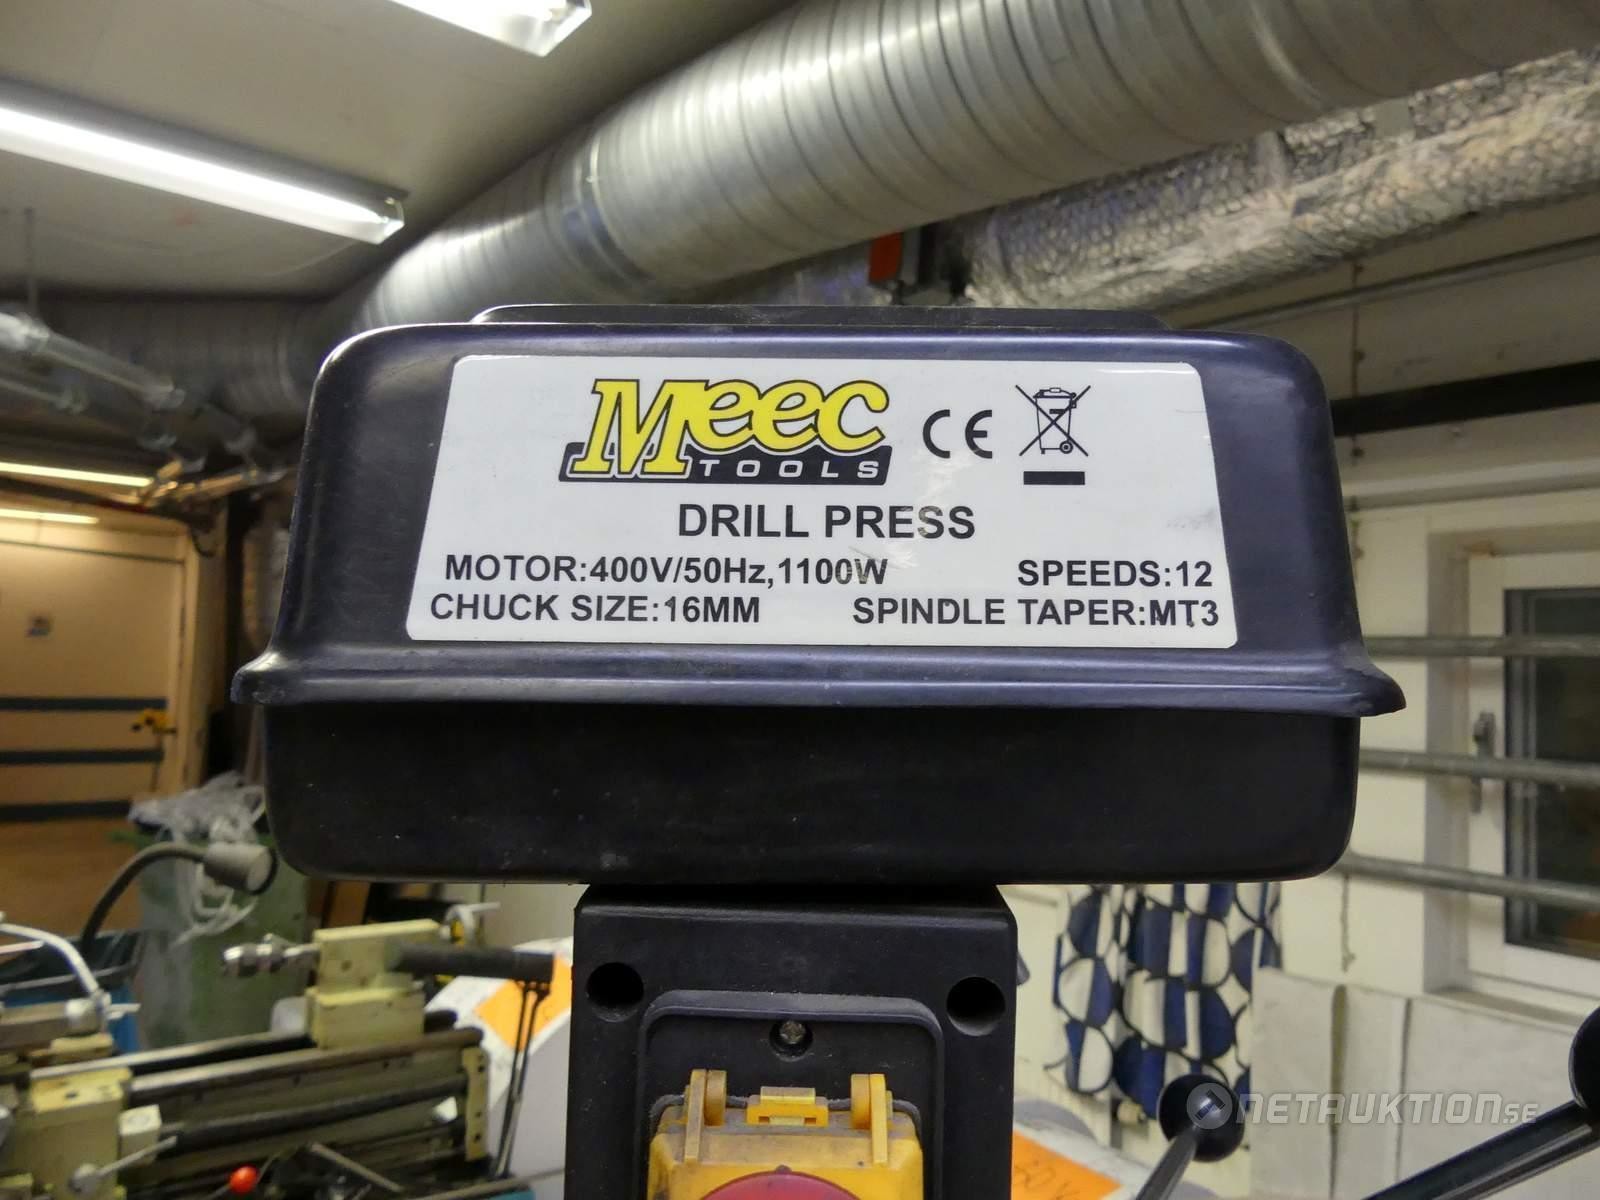 Meec
TOOLS
CE
DRILL PRESS
MOTOR:400V/50Hz,1100W SPEEDS:12
CHUCK SIZE:16MM SPINDLE TAPER:MT3
NETAUKTION.SE